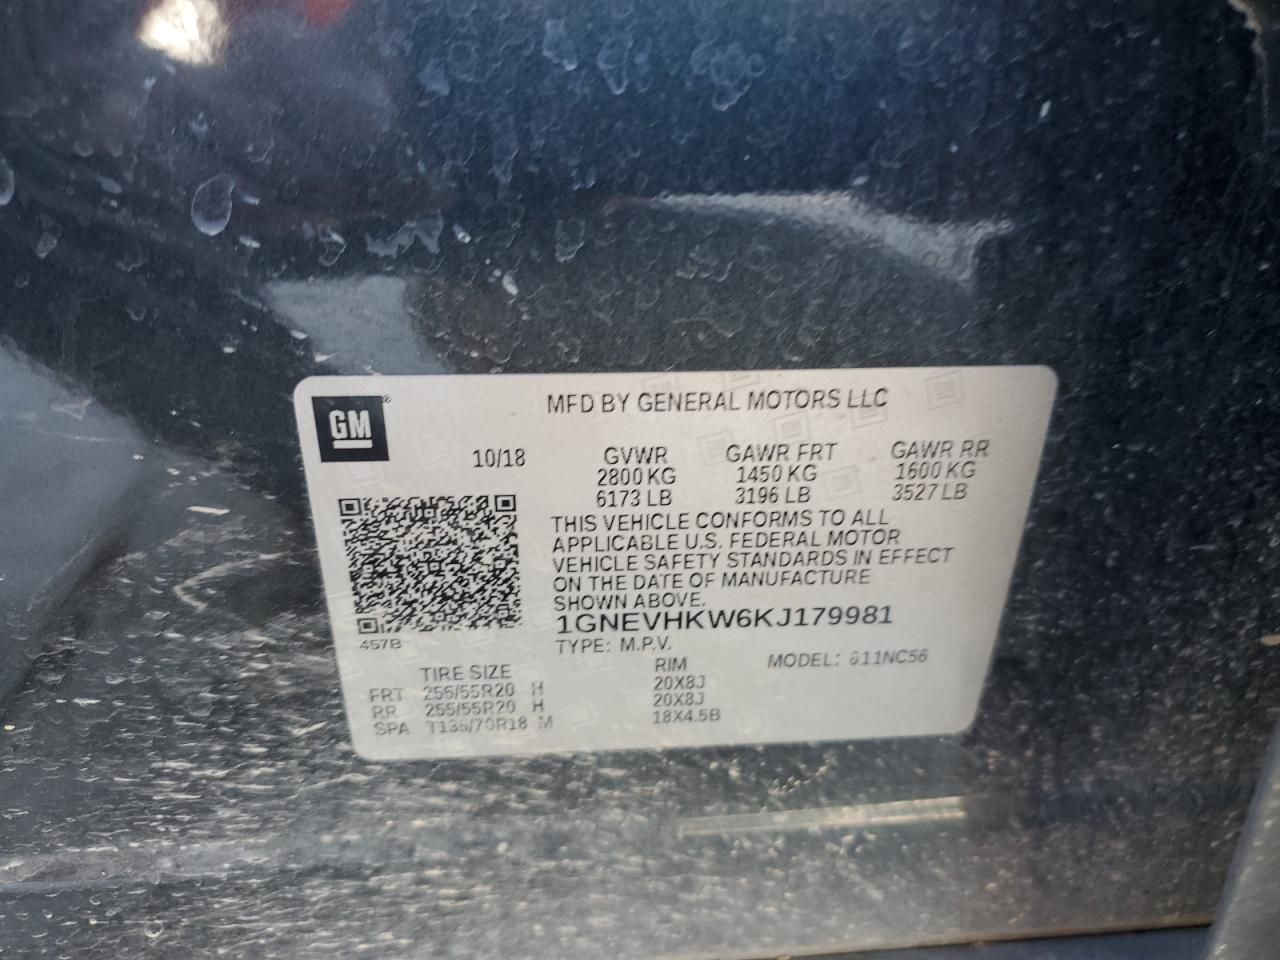 GM
MFD BY GENERAL MOTORS LLC
10/18 GVWR GAWR FRT GAWR RR
2800 KG 1450 KG 1600 KG
6173 LB 3196 LB 3527 LB
THIS VEHICLE CONFORMS TO ALL
APPLICABLE U.S. FEDERAL MOTOR
VEHICLE SAFETY STANDARDS IN EFFECT
ON THE DATE OF MANUFACTURE
SHOWN ABOVE.
1GNEVHKW6KJ179981
457B
TYPE: M.P.V.
MODEL: 611NC56
TIRE SIZE RIM
FRT 255/55R20 H 20X8J
RR 255/55R20 H 20X8J
SPA T135/70R18 M 18X4.5B